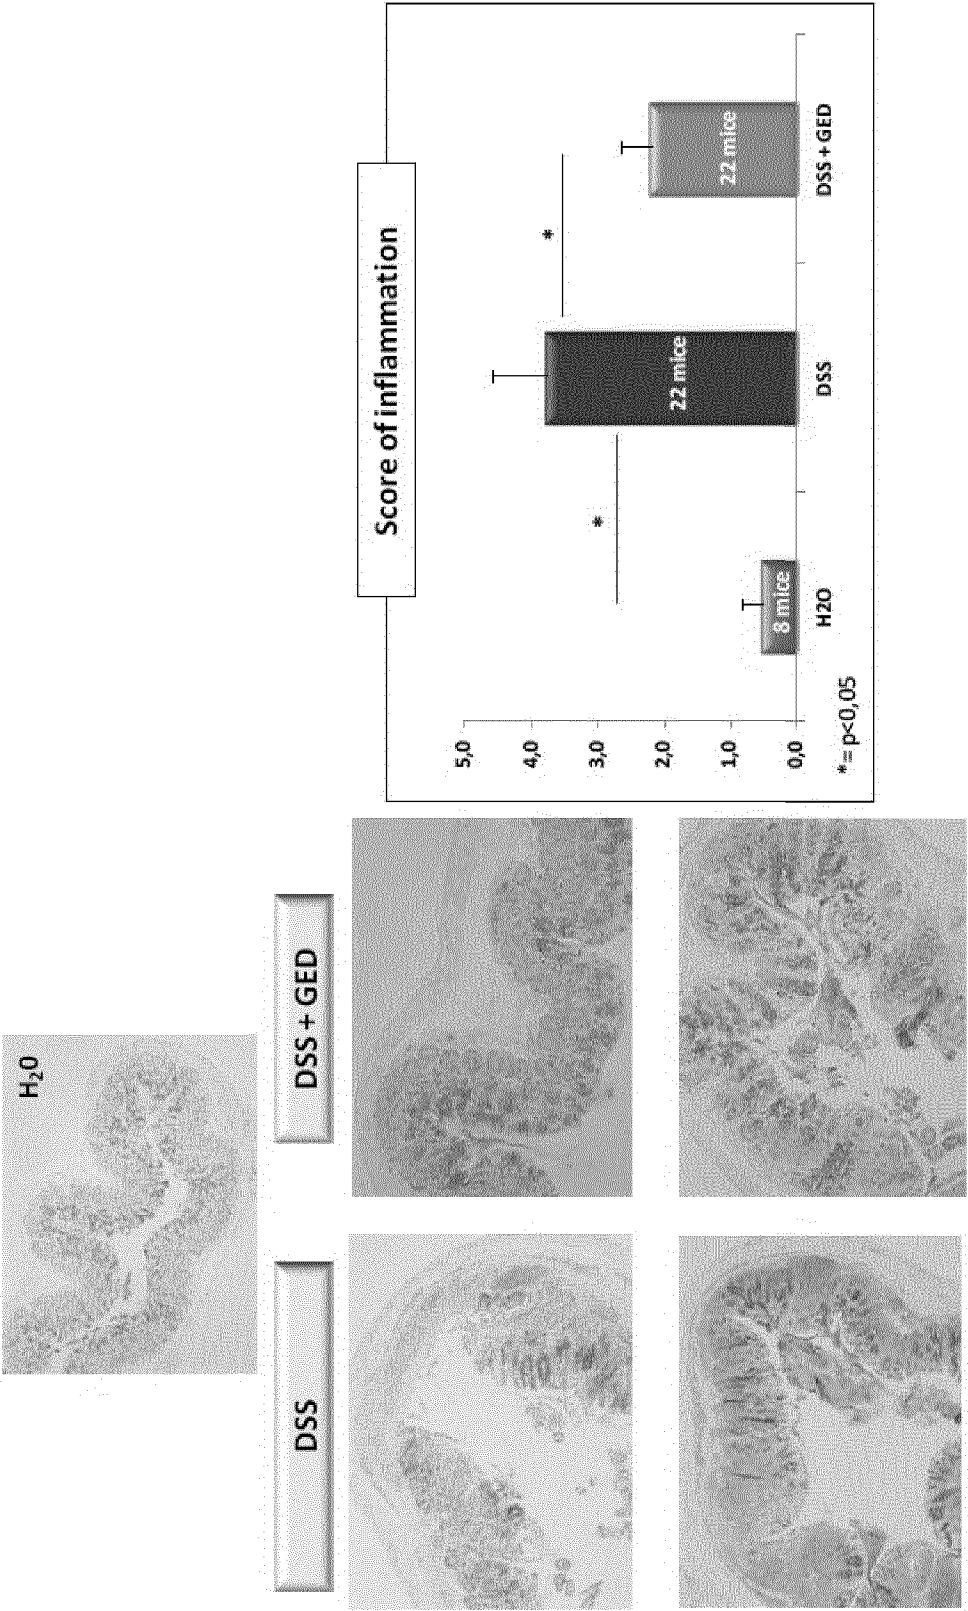 H₂0
DSS
DSS + GED
Score of inflammation
5,0
4,0
3,0
2,0
1,0
0,0
*
*
8 mice
22 mice
22 mice
H2O
DSS
DSS + GED
*= p<0,05